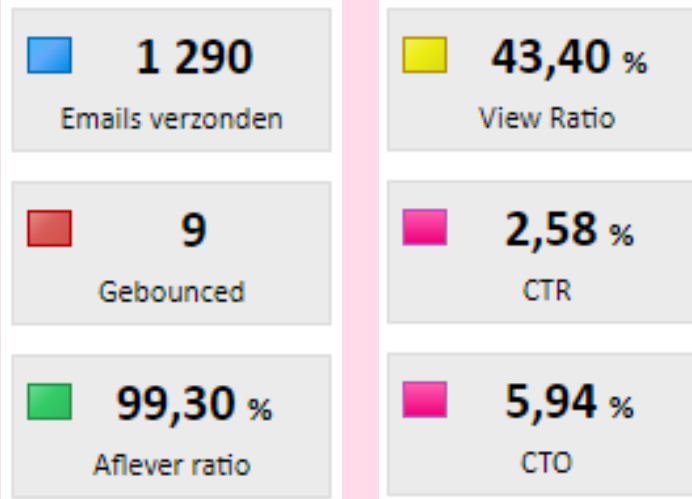 1 290
Emails verzonden
9
Gebounced
99,30 %
Aflever ratio
43,40 %
View Ratio
2,58 %
CTR
5,94 %
CTO